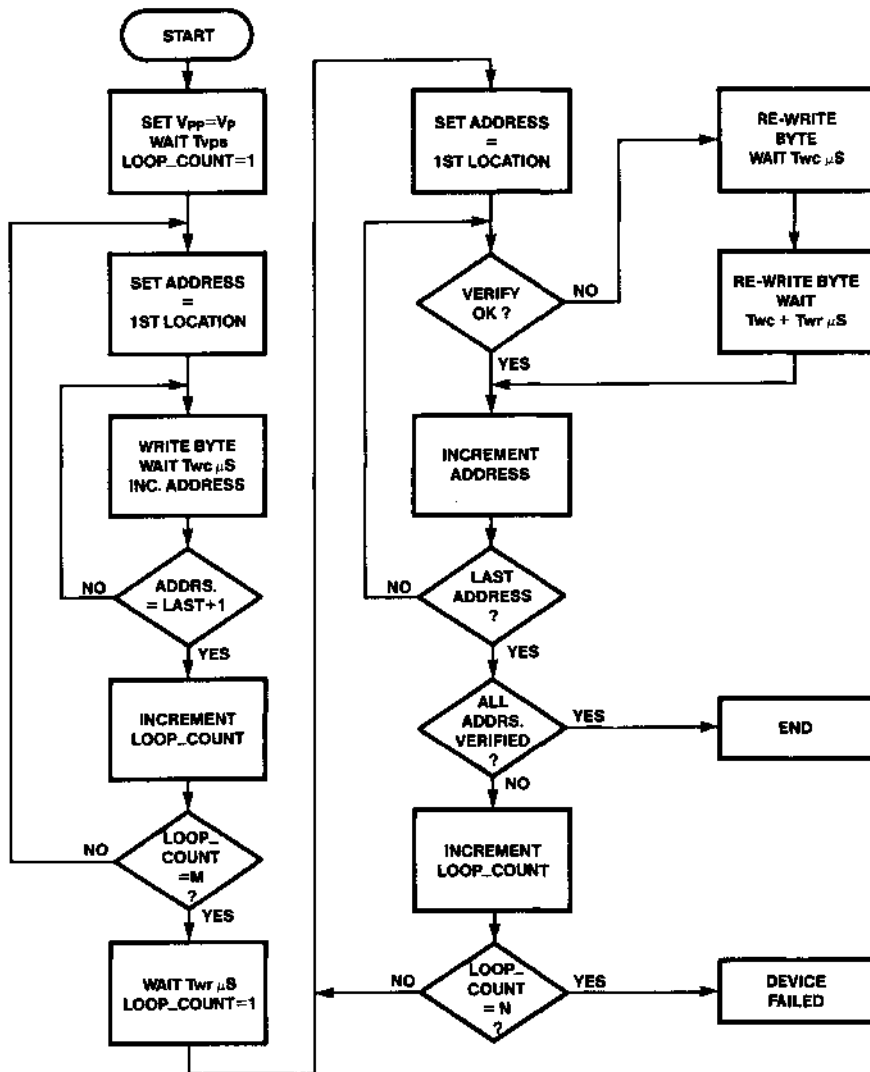 START
SET VPP=VP
WAIT Tvps
LOOP_COUNT=1
SET ADDRESS
=
1ST LOCATION
WRITE BYTE
WAIT Twc μS
INC. ADDRESS
NO
ADDRS.
= LAST+1
YES
INCREMENT
LOOP_COUNT
NO
LOOP_
COUNT
=M
?
YES
WAIT Twr μS
LOOP_COUNT=1
SET ADDRESS
=
1ST LOCATION
VERIFY
OK ?
NO
YES
RE-WRITE
BYTE
WAIT Twc μS
RE-WRITE BYTE
WAIT
Twc + Twr μS
INCREMENT
ADDRESS
NO
LAST
ADDRESS
?
YES
ALL
ADDRS.
VERIFIED
?
YES
END
NO
INCREMENT
LOOP_COUNT
NO
LOOP_
COUNT
= N
?
YES
DEVICE
FAILED